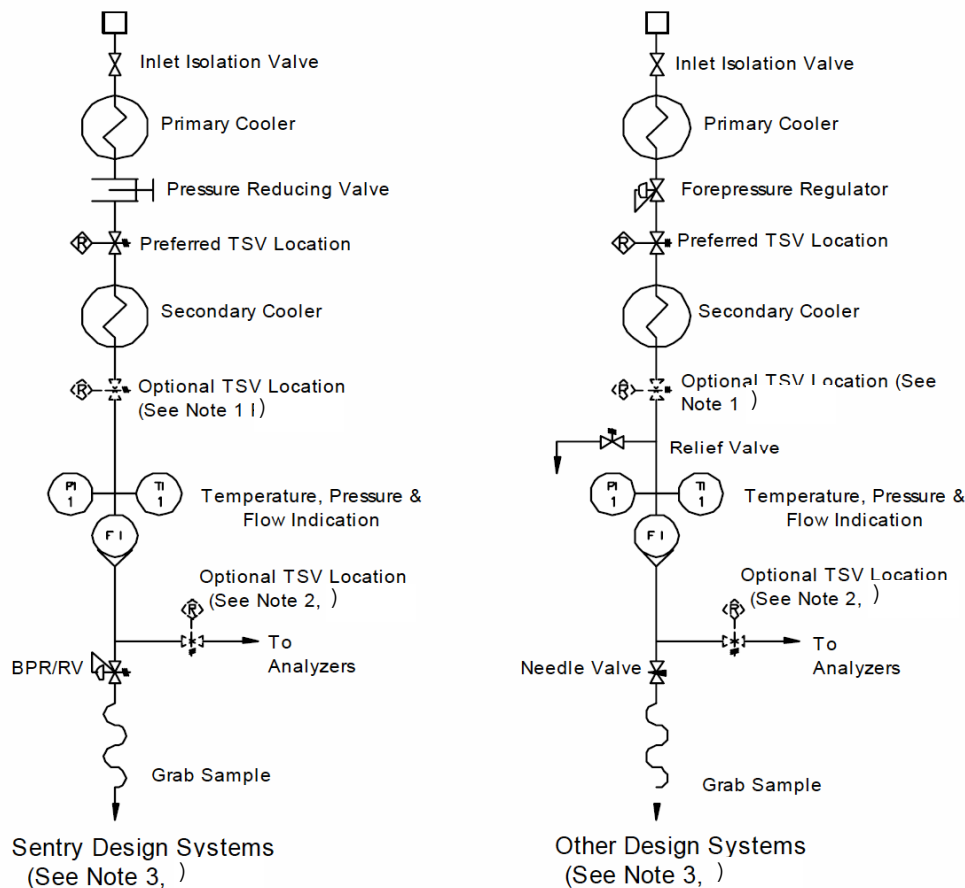 Inlet Isolation Valve
Primary Cooler
Pressure Reducing Valve
R
Preferred TSV Location
Secondary Cooler
R
Optional TSV Location
(See Note 1 l)
PI
1
TI
1
Temperature, Pressure &
Flow Indication
F I
Optional TSV Location
(See Note 2, )
R
To
Analyzers
BPR/RV
Grab Sample
Sentry Design Systems
(See Note 3, )
Inlet Isolation Valve
Primary Cooler
Forepressure Regulator
R
Preferred TSV Location
Secondary Cooler
R
Optional TSV Location (See
Note 1 )
Relief Valve
PI
1
TI
1
Temperature, Pressure &
Flow Indication
F I
Optional TSV Location
(See Note 2, )
R
To
Analyzers
Needle Valve
Grab Sample
Other Design Systems
(See Note 3, )